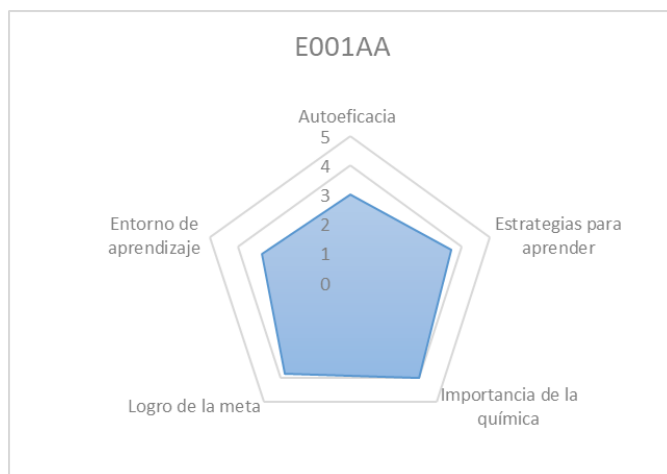 E001AA
Autoeficacia
5
4
3
2
1
0
Estrategias para
aprender
Importancia de la
química
Logro de la meta
Entorno de
aprendizaje